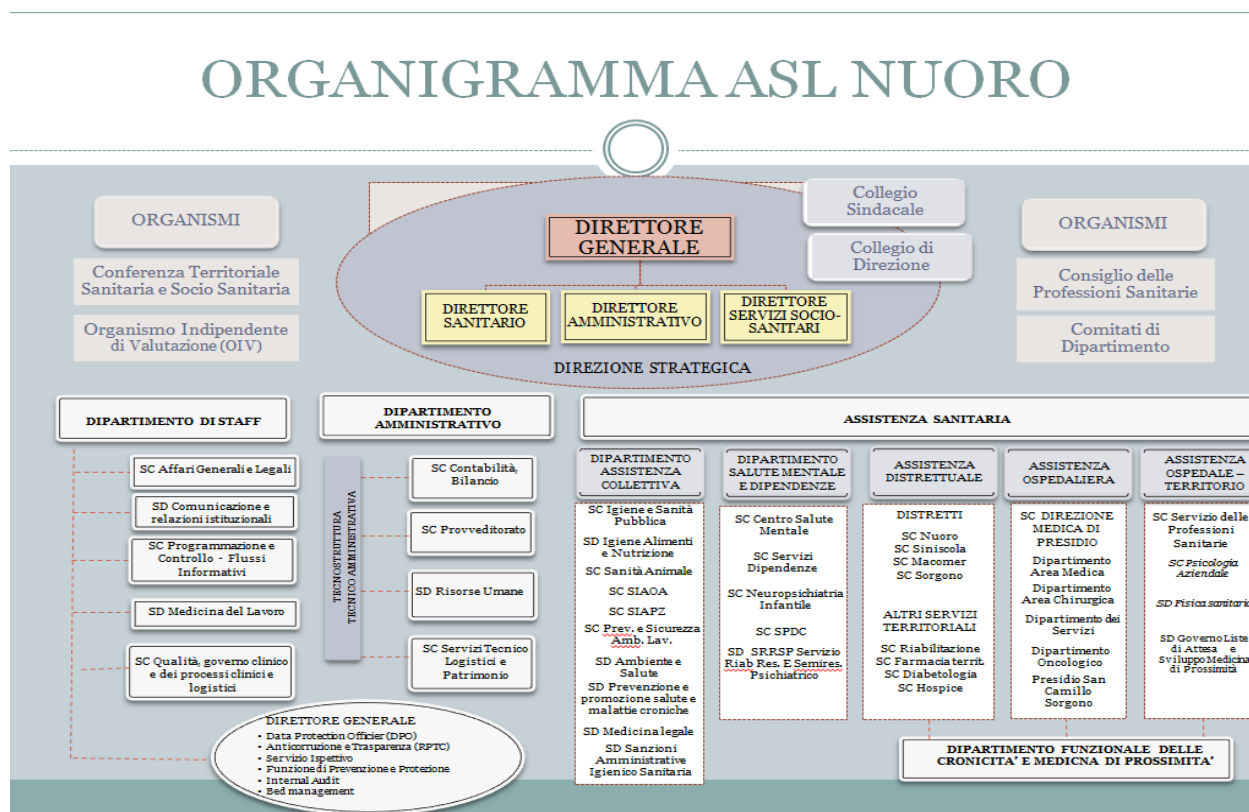 ORGANIGRAMMA ASL NUORO
ORGANISMI
Conferenza Territoriale
Sanitaria e Socio Sanitaria
Organismo Indipendente
di Valutazione (OIV)
DIRETTORE
GENERALE
DIRETTORE
SANITARIO
DIRETTORE
AMMINISTRATIVO
DIRETTORE
SERVIZI SOCIO-
SANITARI
DIREZIONE STRATEGICA
Collegio
Sindacale
Collegio di
Direzione
ORGANISMI
Consiglio delle
Professioni Sanitarie
Comitati di
Dipartimento
DIPARTIMENTO DI STAFF
SC Affari Generali e Legali
SD Comunicazione e
relazioni istituzionali
SC Programmazione e
Controllo - Flussi
Informativi
SD Medicina del Lavoro
SC Qualità, governo clinico
e dei processi clinici e
logistici
DIRETTORE GENERALE
• Data Protection Officier (DPO)
• Anticorruzione e Trasparenza (RPTC)
• Servizio Ispettivo
• Funzione di Prevenzione e Protezione
• Internal Audit
• Bed management
DIPARTIMENTO
AMMINISTRATIVO
TECNOSTRUTTURA
TECNICO AMMINISTRATIVA
SC Contabilità,
Bilancio
SC Provveditorato
SD Risorse Umane
SC Servizi Tecnico
Logistici e
Patrimonio
ASSISTENZA SANITARIA
DIPARTIMENTO
ASSISTENZA
COLLETTIVA
SC Igiene e Sanità
Pubblica
SD Igiene Alimenti
e Nutrizione
SC Sanità Animale
SC SIAOA
SC SIAPZ
SC Prev. e Sicurezza
Amb. Lav.
SD Ambiente e
Salute
SD Prevenzione e
promozione salute e
malattie croniche
SD Medicina legale
SD Sanzioni
Amministrative
Igienico Sanitaria
DIPARTIMENTO
SALUTE MENTALE
E DIPENDENZE
SC Centro Salute
Mentale
SC Servizi
Dipendenze
SC Neuropsichiatria
Infantile
SC SPDC
SD SRRSP Servizio
Riab Res. E Semires.
Psichiatrico
ASSISTENZA
DISTRETTUALE
DISTRETTI
SC Nuoro
SC Siniscola
SC Macomer
SC Sorgono
ALTRI SERVIZI
TERRITORIALI
SC Riabilitazione
SC Farmacia territ.
SC Diabetologia
SC Hospice
ASSISTENZA
OSPEDALIERA
SC DIREZIONE
MEDICA DI
PRESIDIO
Dipartimento
Area Medica
Dipartimento
Area Chirurgica
Dipartimento dei
Servizi
Dipartimento
Oncologico
Presidio San
Camillo
Sorgono
ASSISTENZA
OSPEDALE –
TERRITORIO
SC Servizio delle
Professioni
Sanitarie
SC Psicologia
Aziendale
SD Fisica sanitaria
SD Governo Liste
di Attesa e
Sviluppo Medicina
di Prossimità
DIPARTIMENTO FUNZIONALE DELLE
CRONICITA' E MEDICNA DI PROSSIMITA'